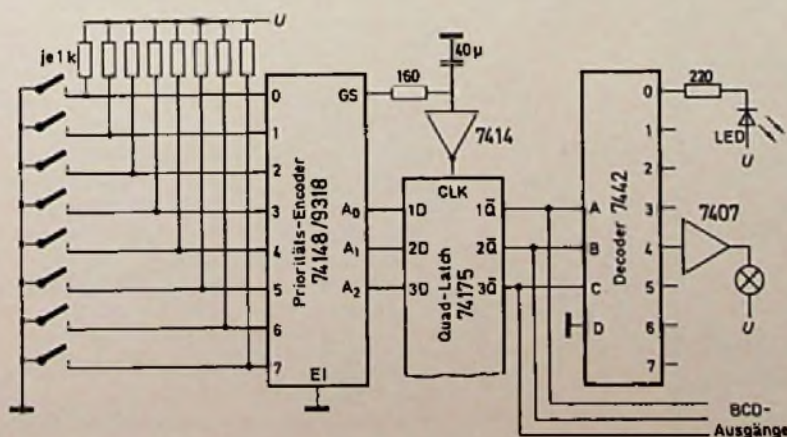 U
je 1k
40 µ
160
GS
7414
0
1
2
3
4
5
6
7
Prioritäts-Encoder
74148/9318
A0
A1
A2
EI
CLK
1D
2D
3D
Quad-Latch
74175
1Q̅
2Q̅
3Q̅
A
B
C
D
Decoder 7442
0
1
2
3
4
5
6
7
220
LED
U
7407
U
BCD-
Ausgänge